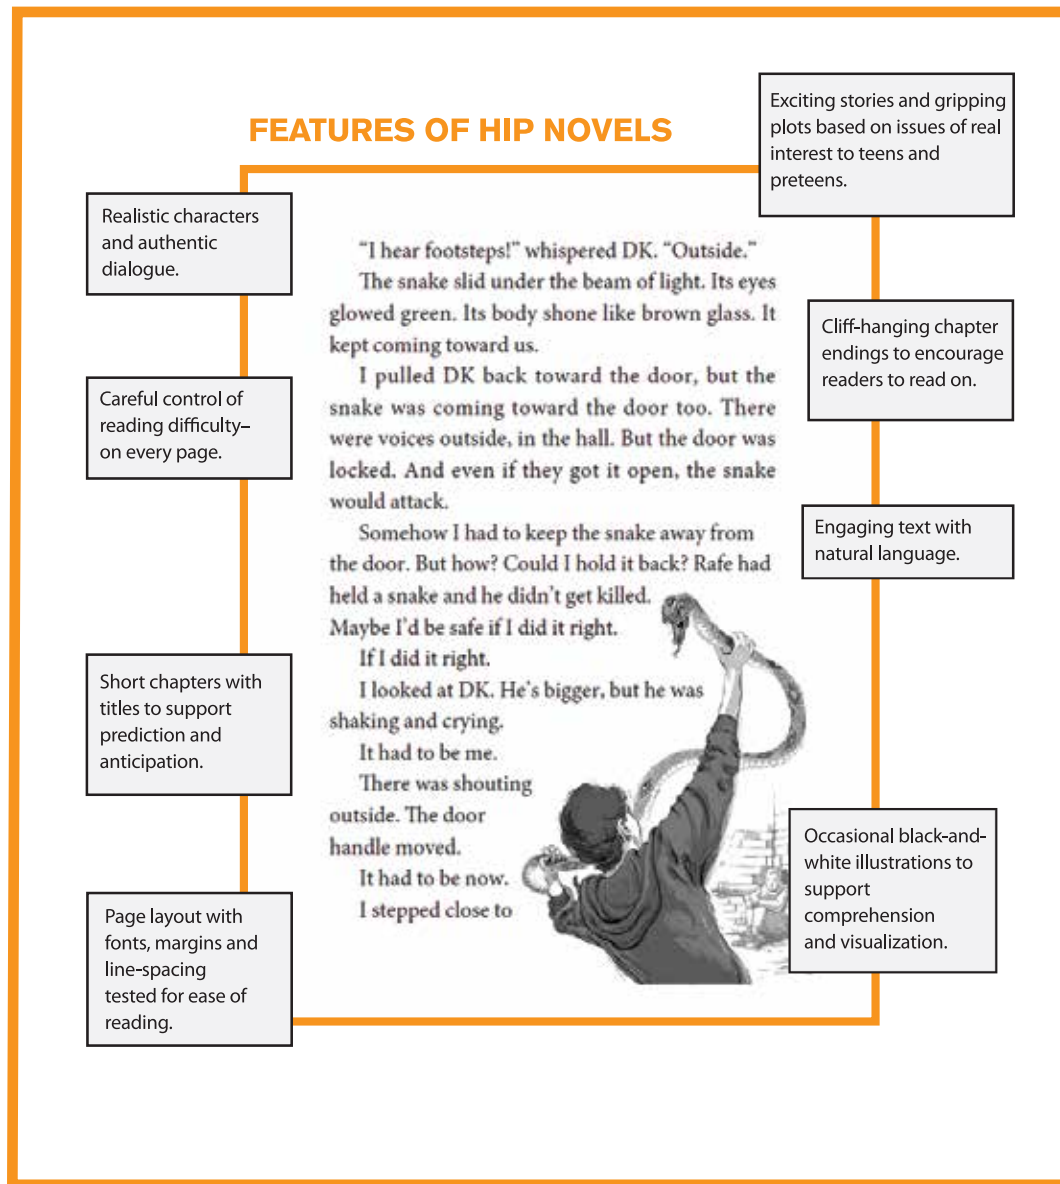 FEATURES OF HIP NOVELS
Exciting stories and gripping
plots based on issues of real
interest to teens and
preteens.
Realistic characters
and authentic
dialogue.
Careful control of
reading difficulty–
on every page.
Short chapters with
titles to support
prediction and
anticipation.
Page layout with
fonts, margins and
line-spacing
tested for ease of
reading.
“I hear footsteps!” whispered DK. “Outside.”
The snake slid under the beam of light. Its eyes
glowed green. Its body shone like brown glass. It
kept coming toward us.
I pulled DK back toward the door, but the
snake was coming toward the door too. There
were voices outside, in the hall. But the door was
locked. And even if they got it open, the snake
would attack.
Somehow I had to keep the snake away from
the door. But how? Could I hold it back? Rafe had
held a snake and he didn’t get killed.
Maybe I’d be safe if I did it right.
If I did it right.
I looked at DK. He’s bigger, but he was
shaking and crying.
It had to be me.
There was shouting
outside. The door
handle moved.
It had to be now.
I stepped close to
Cliff-hanging chapter
endings to encourage
readers to read on.
Engaging text with
natural language.
Occasional black-and-
white illustrations to
support
comprehension
and visualization.